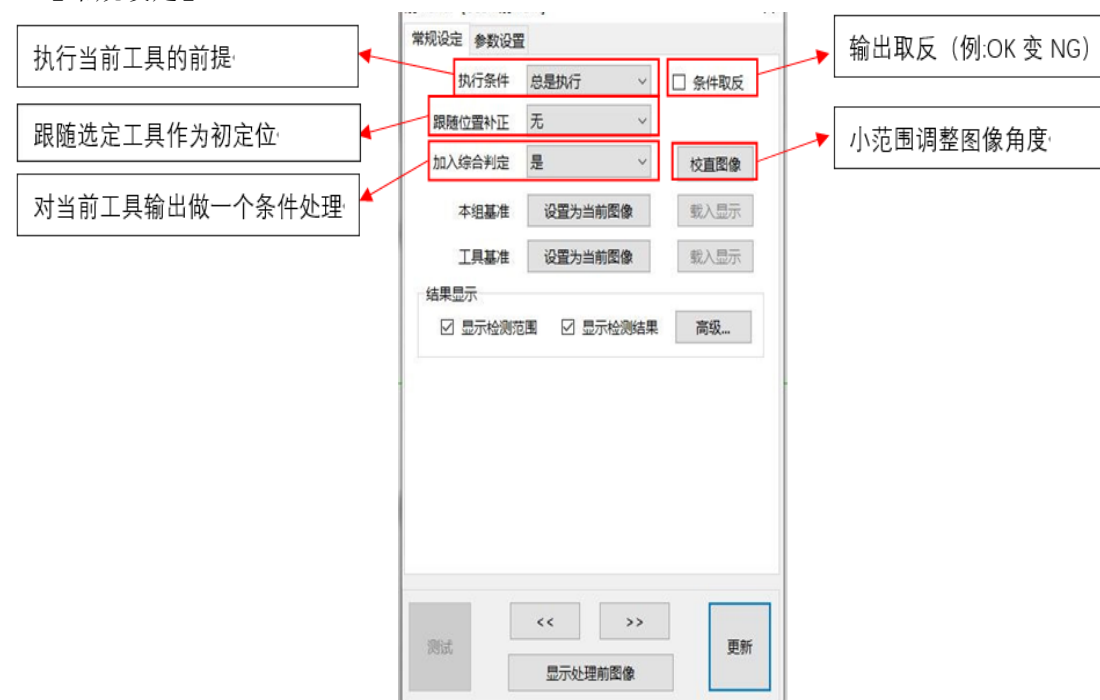 常规设定 参数设置
执行当前工具的前提
输出取反（例:OK 变 NG）
执行条件 总是执行 条件取反
跟随选定工具作为初定位
跟随位置补正 无
小范围调整图像角度
加入综合判定 是 校直图像
对当前工具输出做一个条件处理
本组基准 设置为当前图像 载入显示
工具基准 设置为当前图像 载入显示
结果显示
显示检测范围 显示检测结果 高级...
<< >>
测试 更新
显示处理前图像